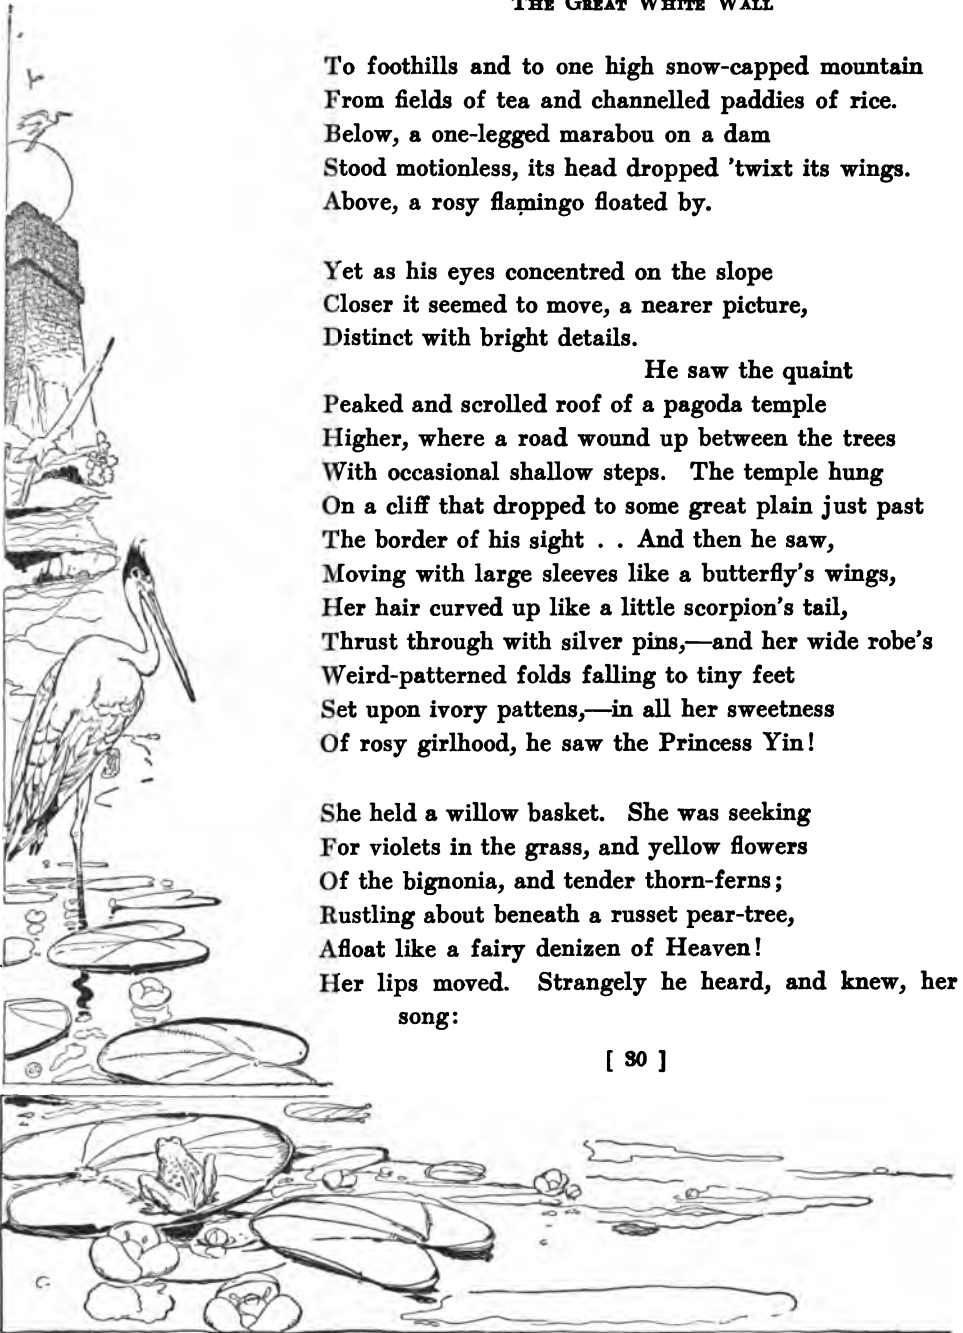 THE GREAT WHITE WALL
To foothills and to one high snow-capped mountain
From fields of tea and channelled paddies of rice.
Below, a one-legged marabou on a dam
Stood motionless, its head dropped 'twixt its wings.
Above, a rosy flamingo floated by.
Yet as his eyes concentred on the slope
Closer it seemed to move, a nearer picture,
Distinct with bright details.
He saw the quaint
Peaked and scrolled roof of a pagoda temple
Higher, where a road wound up between the trees
With occasional shallow steps. The temple hung
On a cliff that dropped to some great plain just past
The border of his sight . . And then he saw,
Moving with large sleeves like a butterfly's wings,
Her hair curved up like a little scorpion's tail,
Thrust through with silver pins,—and her wide robe's
Weird-patterned folds falling to tiny feet
Set upon ivory pattens,—in all her sweetness
Of rosy girlhood, he saw the Princess Yin!
She held a willow basket. She was seeking
For violets in the grass, and yellow flowers
Of the bignonia, and tender thorn-ferns;
Rustling about beneath a russet pear-tree,
Afloat like a fairy denizen of Heaven!
Her lips moved. Strangely he heard, and knew, her
song:
[ 30 ]